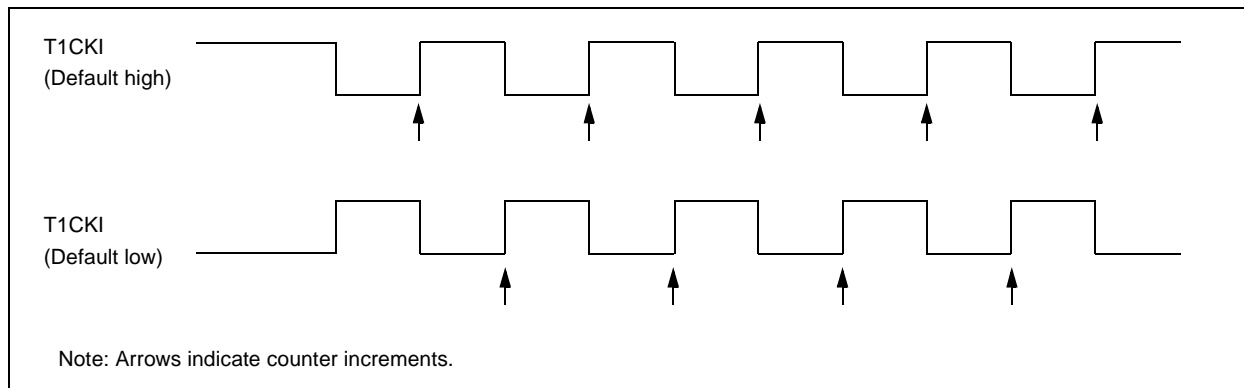 T1CKI
(Default high)
T1CKI
(Default low)
Note: Arrows indicate counter increments.